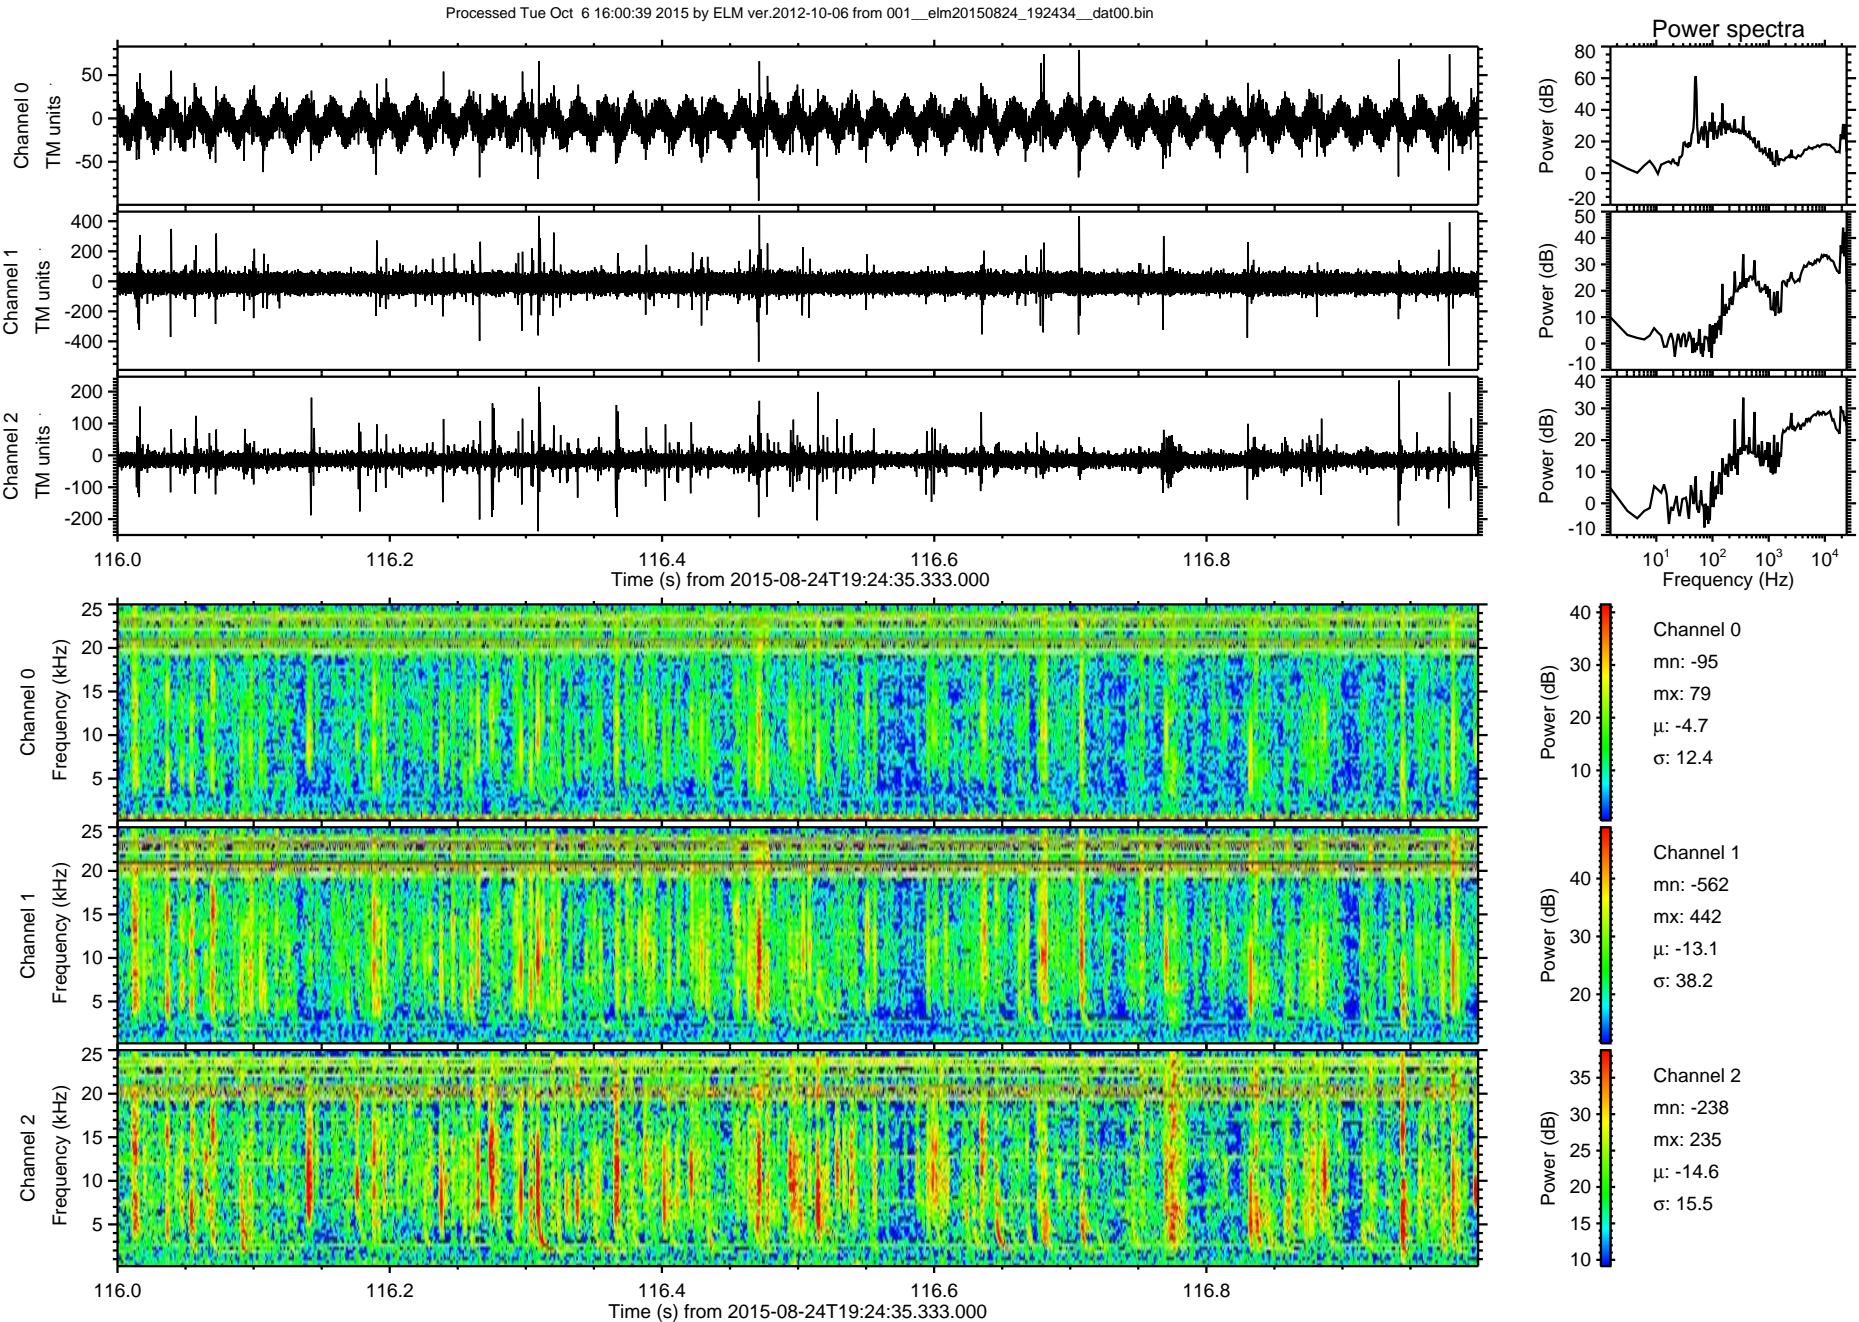 Processed Tue Oct 6 16:00:39 2015 by ELM ver.2012-10-06 from 001__elm20150824_192434__dat00.bin
Power spectra
Channel 0
TM units
50
0
-50
Power (dB)
80
60
40
20
0
-20
Channel 1
TM units
400
200
0
-200
-400
Power (dB)
50
40
30
20
10
0
-10
Channel 2
TM units
200
100
0
-100
-200
Power (dB)
40
30
20
10
0
-10
116.0 116.2 116.4 116.6 116.8
Time (s) from 2015-08-24T19:24:35.333.000
10^1 10^2 10^3 10^4
Frequency (Hz)
Channel 0
Frequency (kHz)
25
20
15
10
5
Power (dB)
40
30
20
10
Channel 0
mn: -95
mx: 79
μ: -4.7
σ: 12.4
Channel 1
Frequency (kHz)
25
20
15
10
5
Power (dB)
40
30
20
Channel 1
mn: -562
mx: 442
μ: -13.1
σ: 38.2
Channel 2
Frequency (kHz)
25
20
15
10
5
Power (dB)
35
30
25
20
15
10
Channel 2
mn: -238
mx: 235
μ: -14.6
σ: 15.5
116.0 116.2 116.4 116.6 116.8
Time (s) from 2015-08-24T19:24:35.333.000